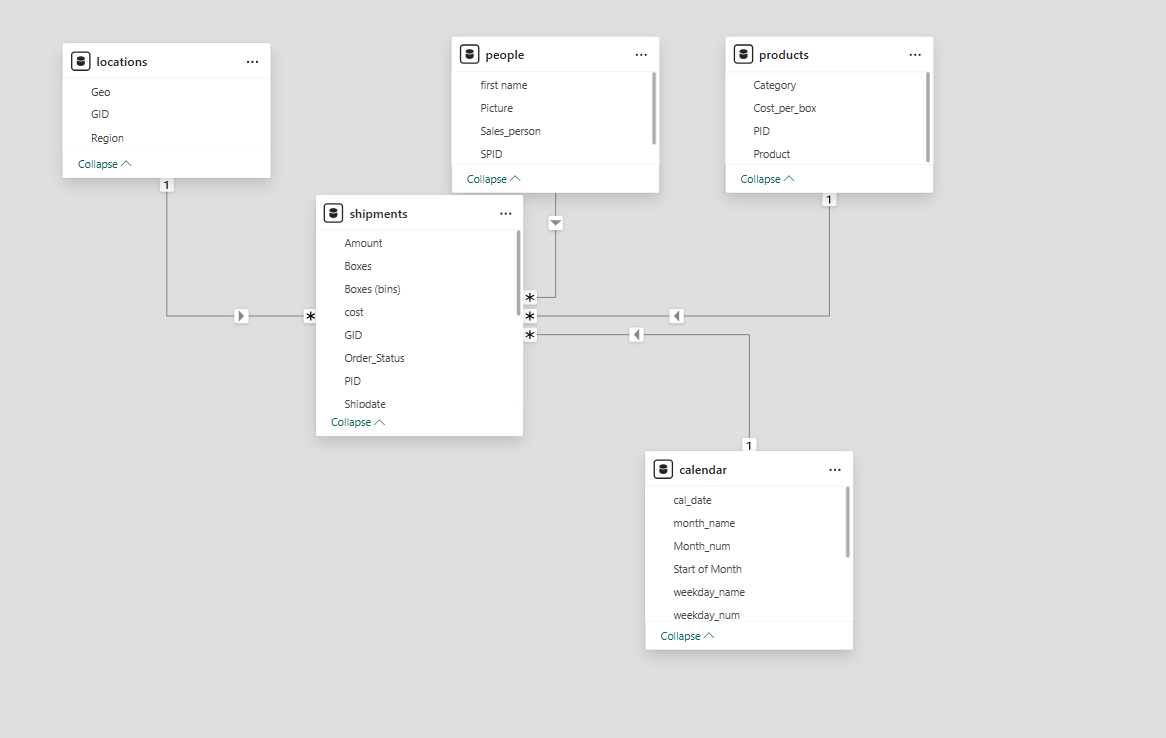 locations
Geo
GID
Region
Collapse
1
people
first name
Picture
Sales_person
SPID
Collapse
products
Category
Cost_per_box
PID
Product
Collapse
1
shipments
Amount
Boxes
Boxes (bins)
cost
GID
Order_Status
PID
Shipdate
Collapse
*
*
*
*
1
calendar
cal_date
month_name
Month_num
Start of Month
weekday_name
weekday_num
Collapse